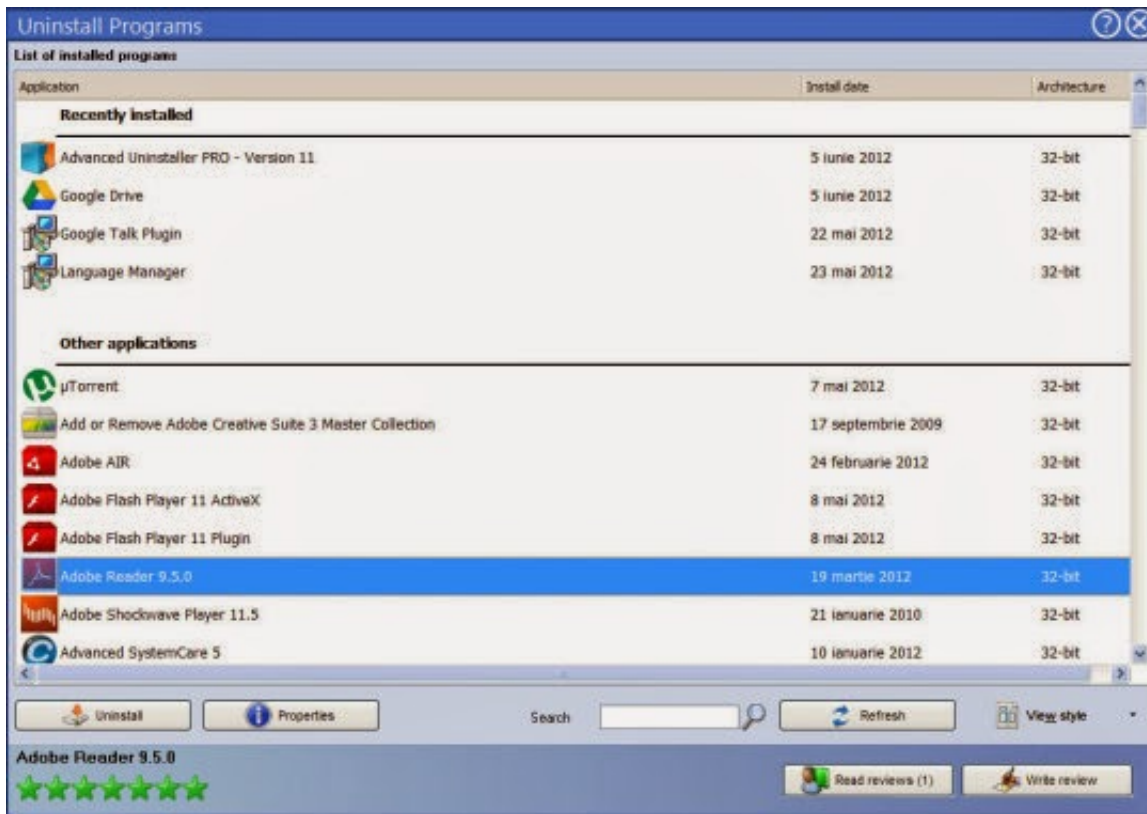 Uninstall Programs
List of installed programs
Application Install date Architecture
Recently installed
Advanced Uninstaller PRO - Version 11 5 iunie 2012 32-bit
Google Drive 5 iunie 2012 32-bit
Google Talk Plugin 22 mai 2012 32-bit
Language Manager 23 mai 2012 32-bit
Other applications
µTorrent 7 mai 2012 32-bit
Add or Remove Adobe Creative Suite 3 Master Collection 17 septembrie 2009 32-bit
Adobe AIR 24 februarie 2012 32-bit
Adobe Flash Player 11 ActiveX 8 mai 2012 32-bit
Adobe Flash Player 11 Plugin 8 mai 2012 32-bit
Adobe Reader 9.5.0 19 martie 2012 32-bit
Adobe Shockwave Player 11.5 21 ianuarie 2010 32-bit
Advanced SystemCare 5 10 ianuarie 2012 32-bit
Uninstall Properties Search Refresh View style
Adobe Reader 9.5.0
Read reviews (1) Write review